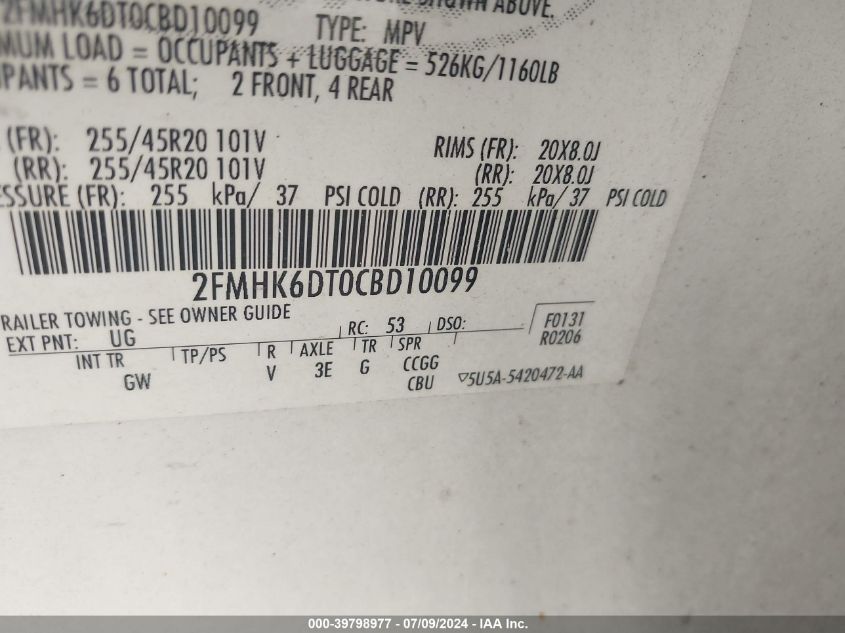 SHOWN ABOVE.
2FMHK6DT0CBD10099 TYPE: MPV
MUM LOAD = OCCUPANTS + LUGGAGE = 526KG/1160LB
PANTS = 6 TOTAL; 2 FRONT, 4 REAR
(FR): 255/45R20 101V RIMS (FR): 20X8.0J
(RR): 255/45R20 101V (RR): 20X8.0J
ESSURE (FR): 255 kPa/ 37 PSI COLD (RR): 255 kPa/ 37 PSI COLD
2FMHK6DT0CBD10099
RAILER TOWING - SEE OWNER GUIDE
EXT PNT: UG RC: 53 DSO: F0131
R0206
INT TR TP/PS R AXLE TR SPR
GW V 3E G CCGG
CBU ▽5U5A-5420472-AA
000-39798977 - 07/09/2024 - IAA Inc.